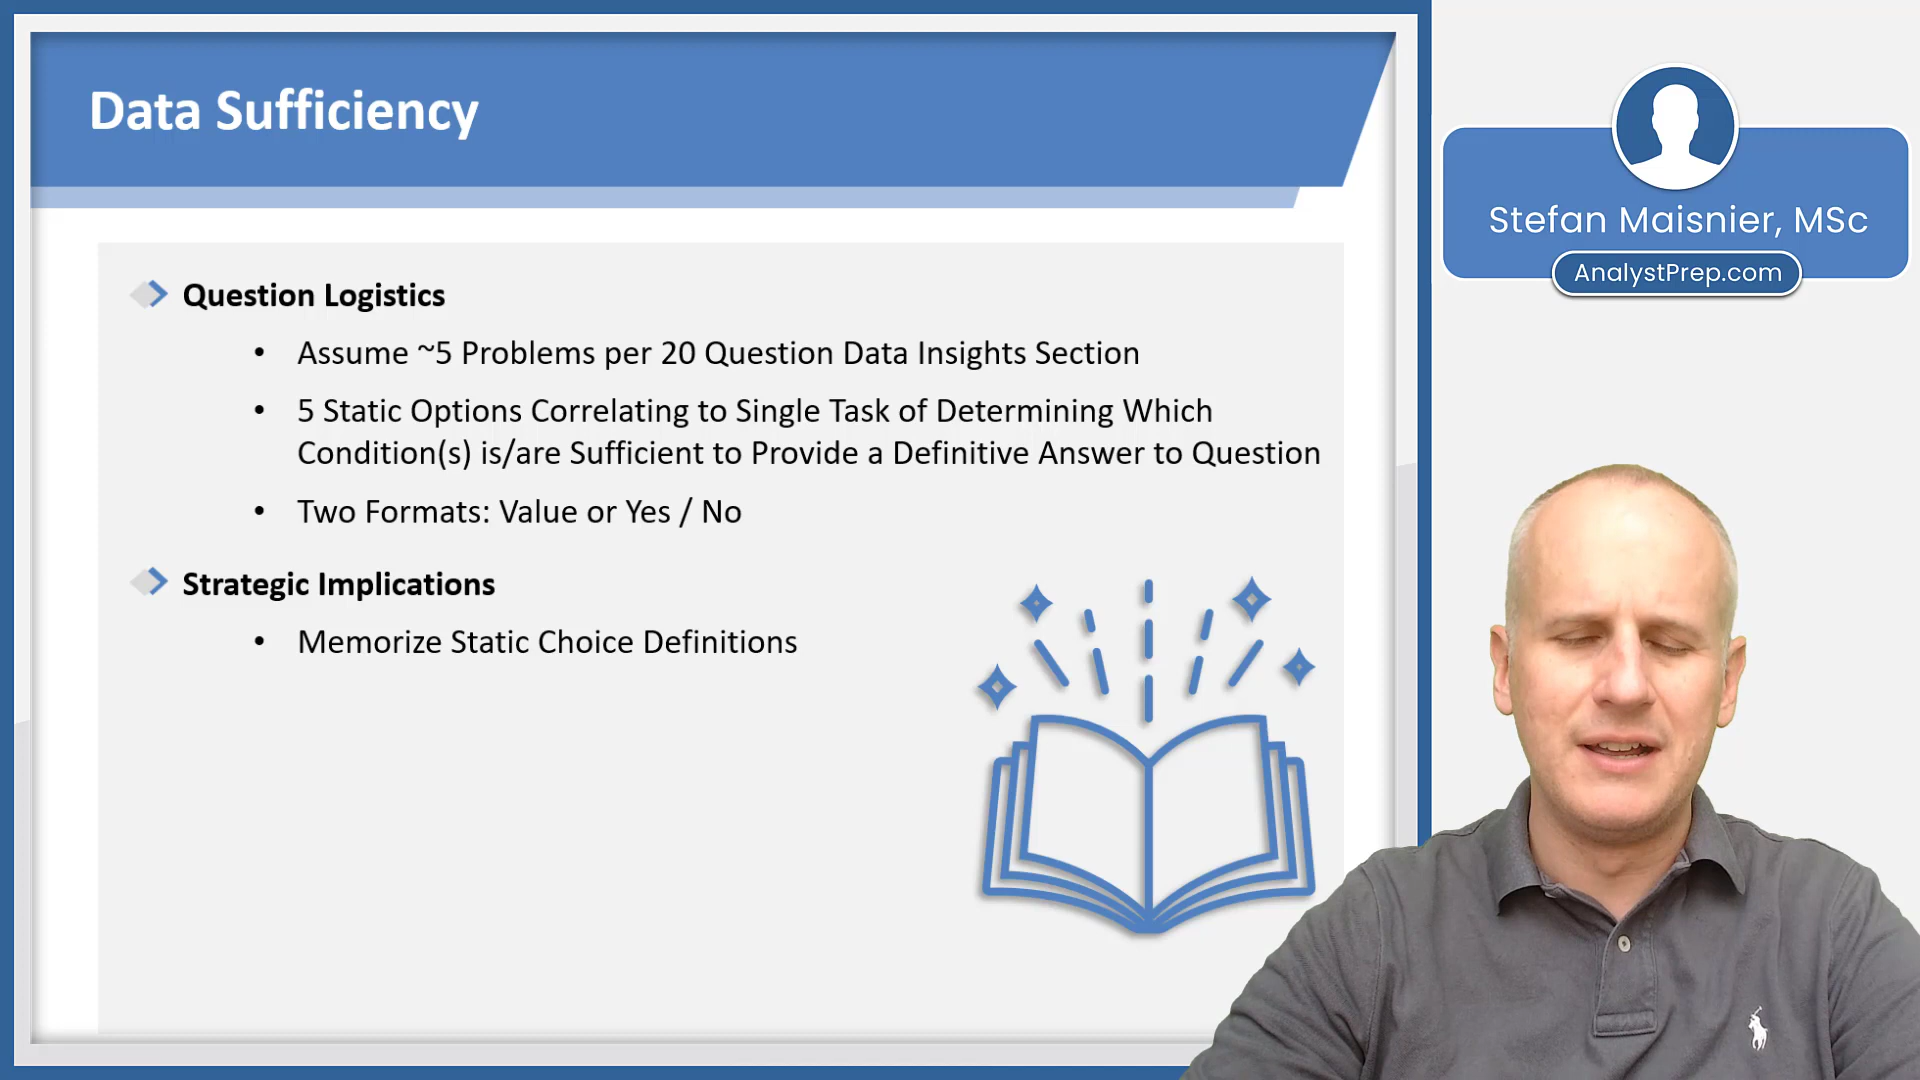 Data Sufficiency
Question Logistics
• Assume ~5 Problems per 20 Question Data Insights Section
• 5 Static Options Correlating to Single Task of Determining Which
Condition(s) is/are Sufficient to Provide a Definitive Answer to Question
• Two Formats: Value or Yes / No
Strategic Implications
• Memorize Static Choice Definitions
Stefan Maisnier, MSc
AnalystPrep.com